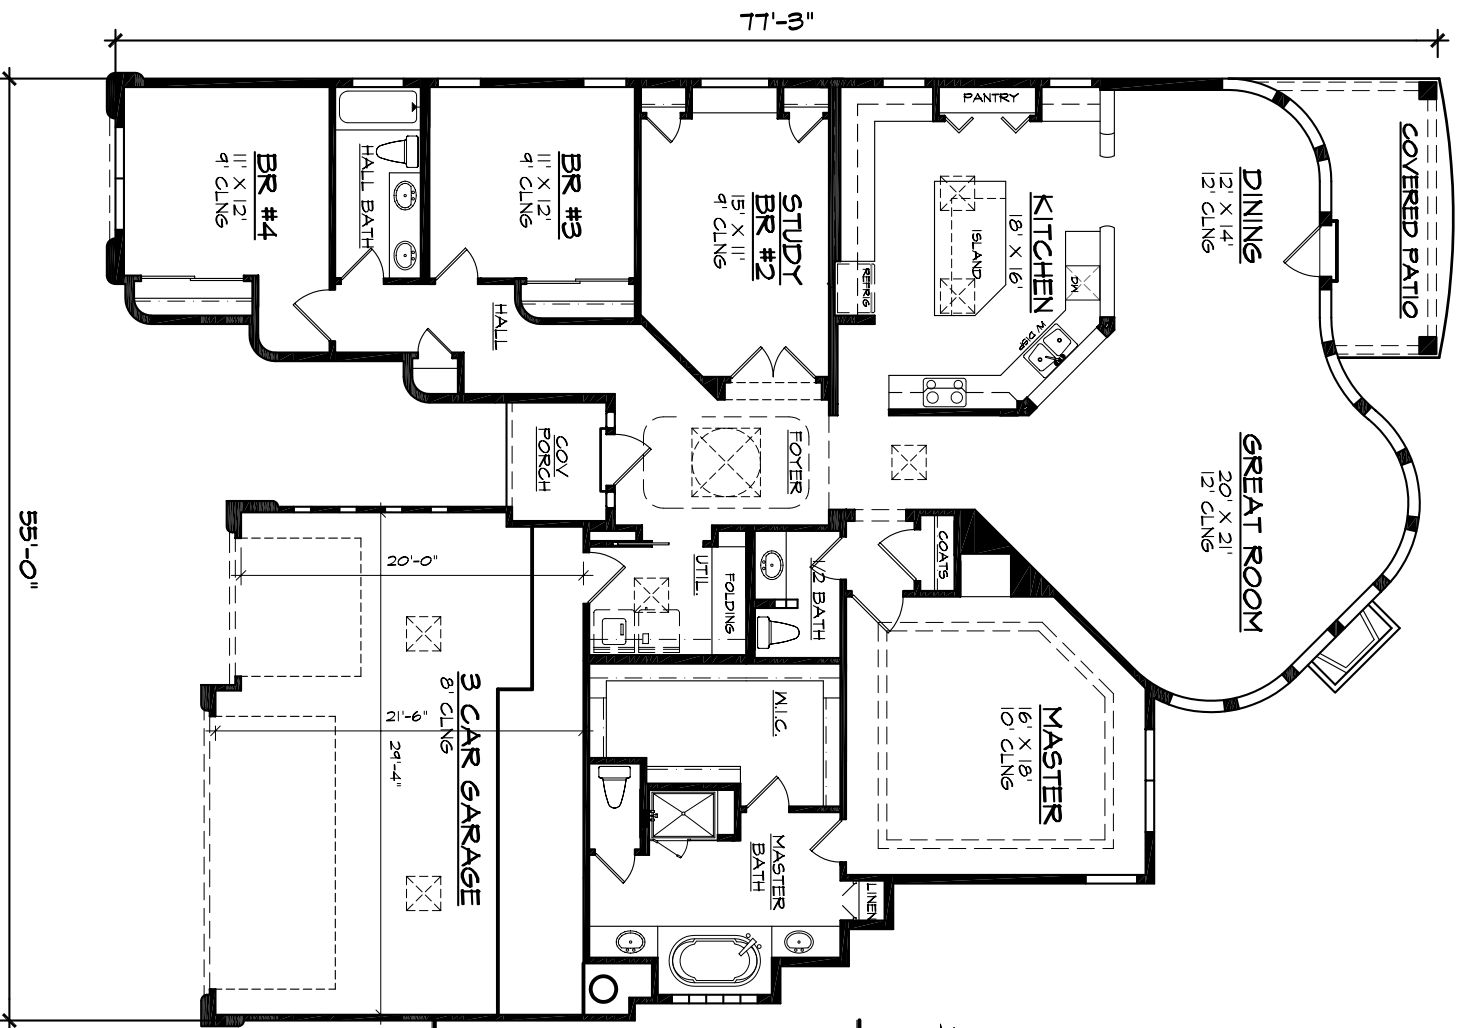 77'-3"
55'-0"
BR #4
11' X 12'
9' CLNG
HALL BATH
BR #3
11' X 12'
9' CLNG
STUDY
BR #2
15' X 11'
9' CLNG
PANTRY
KITCHEN
18' X 16'
ISLAND
REFRIG
DW
W DISP
DINING
12' X 14'
12' CLNG
COVERED PATIO
HALL
COV
PORCH
FOYER
GREAT ROOM
20' X 21'
12' CLNG
COATS
1/2 BATH
UTIL.
FOLDING
20'-0"
21'-6"
29'-4"
3 CAR GARAGE
8' CLNG
W.I.C.
MASTER
16' X 18'
10' CLNG
MASTER
BATH
LINEN